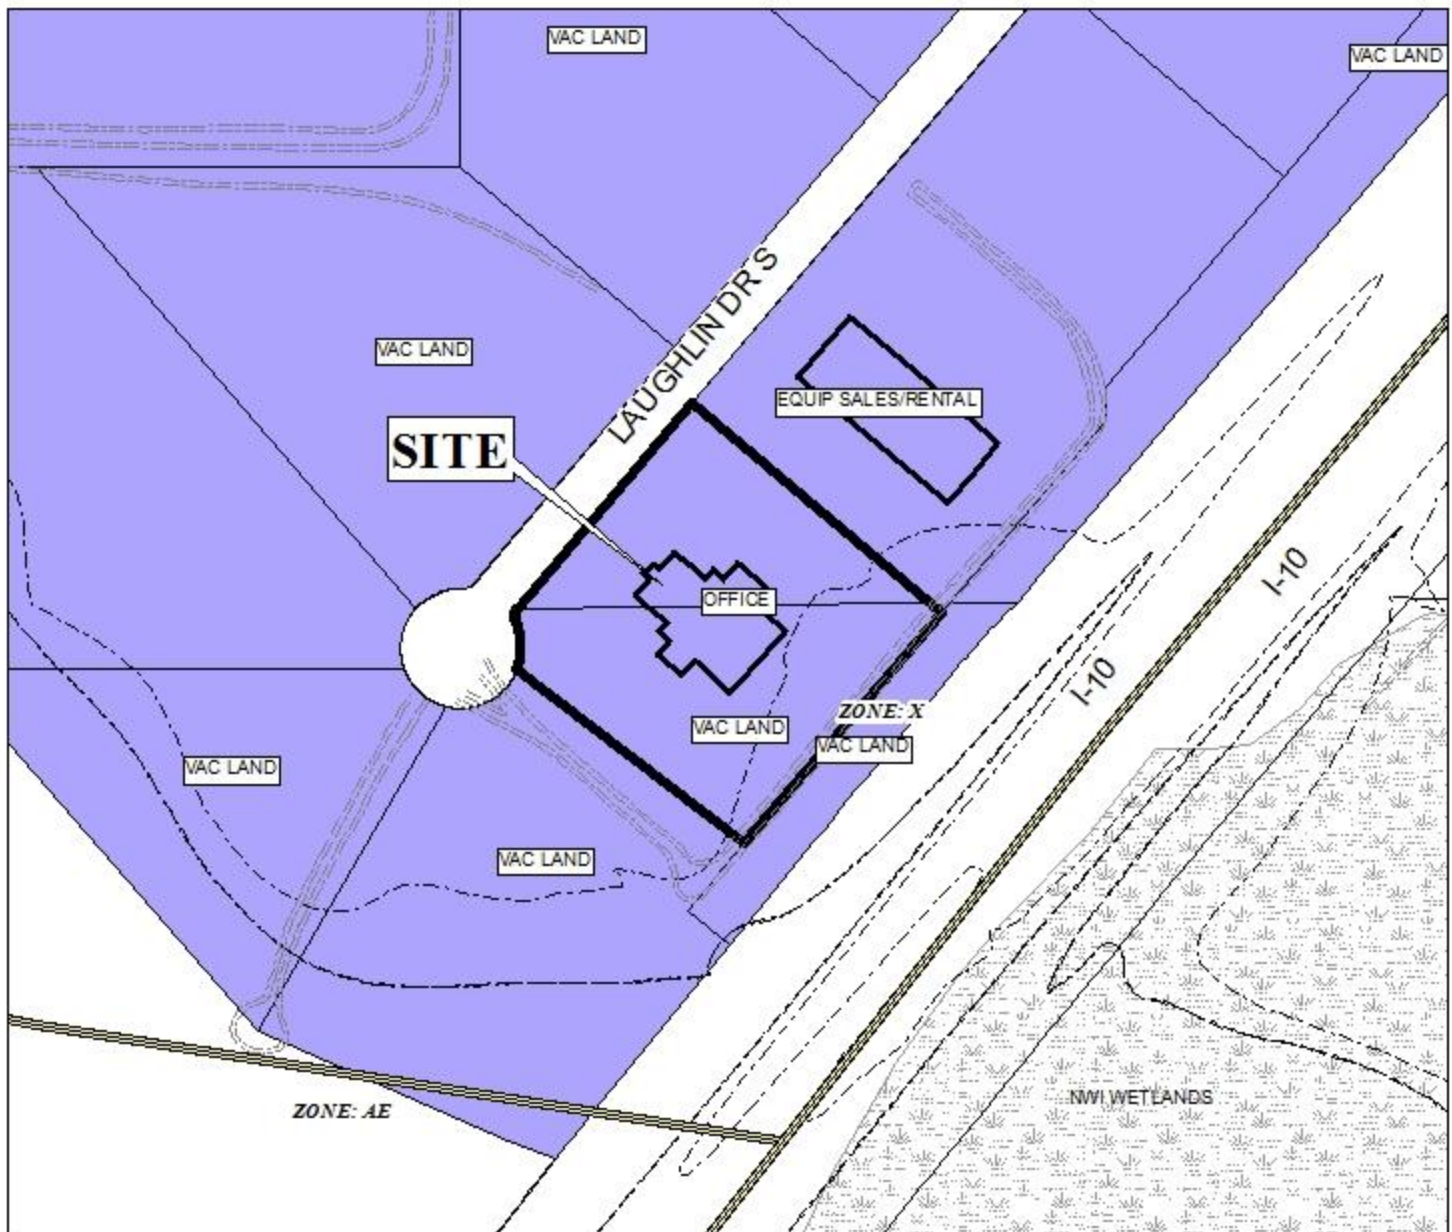 VAC LAND
VAC LAND
LAUGHLIN DR S
VAC LAND
EQUIP SALES/RENTAL
SITE
I-10
OFFICE
I-10
ZONE: X
VAC LAND
VAC LAND
VAC LAND
VAC LAND
NWI WETLANDS
ZONE: AE